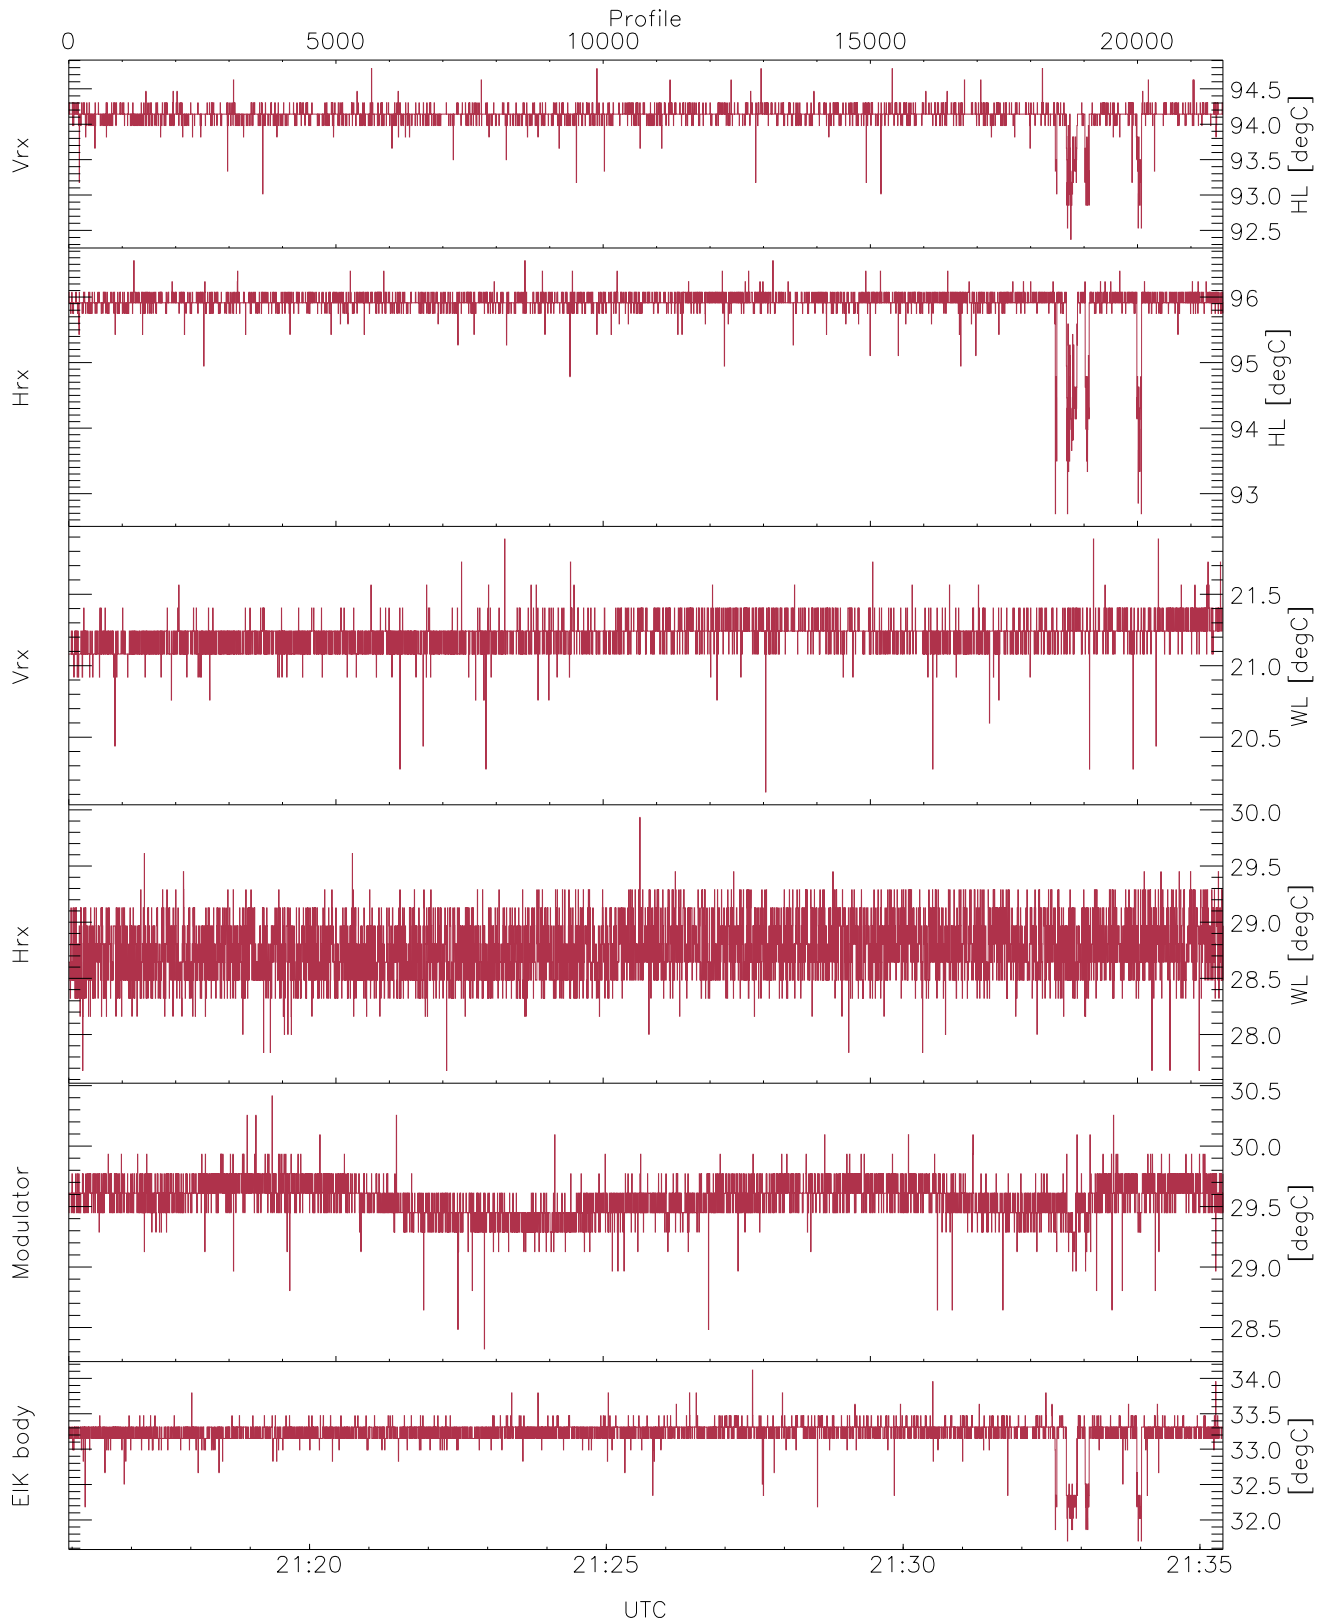 Profile
0 5000 10000 15000 20000
Vrx
94.5
94.0
93.5
93.0
92.5
HL [degC]
Hrx
96
95
94
93
HL [degC]
Vrx
21.5
21.0
20.5
WL [degC]
Hrx
30.0
29.5
29.0
28.5
28.0
WL [degC]
Modulator
30.5
30.0
29.5
29.0
28.5
[degC]
EIK body
34.0
33.5
33.0
32.5
32.0
[degC]
21:20 21:25 21:30 21:35
UTC